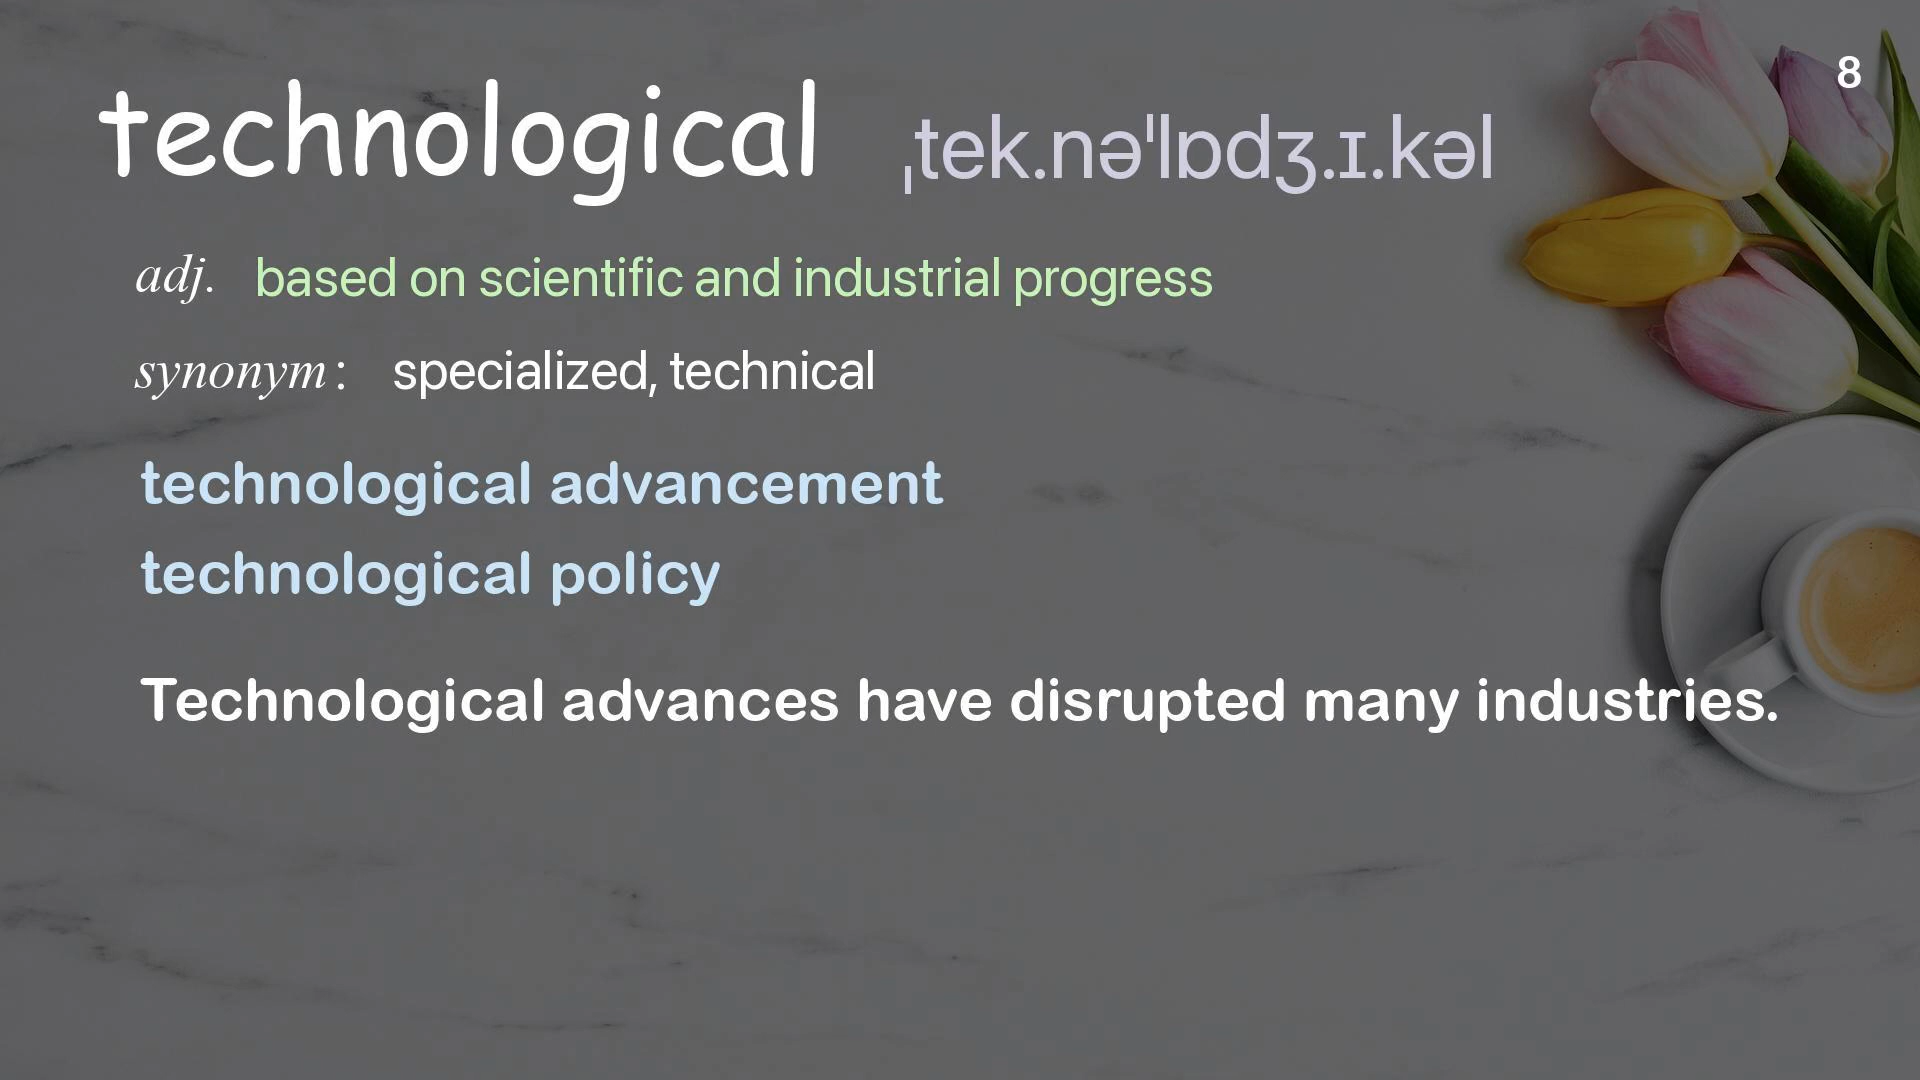 8
technological ˌtek.nəˈlɒdʒ.ɪ.kəl
adj. based on scientific and industrial progress
synonym : specialized, technical
technological advancement
technological policy
Technological advances have disrupted many industries.